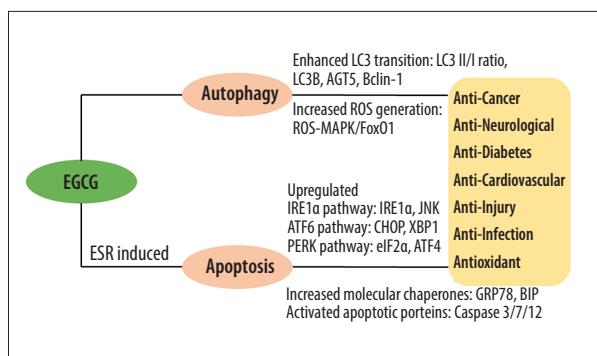 Enhanced LC3 transition: LC3 II/I ratio,
LC3B, AGT5, Bclin-1
Autophagy
Increased ROS generation:
ROS-MAPK/FoxO1
EGCG
ESR induced
Upregulated
IRE1α pathway: IRE1α, JNK
ATF6 pathway: CHOP, XBP1
PERK pathway: eIF2α, ATF4
Apoptosis
Increased molecular chaperones: GRP78, BIP
Activated apoptotic porteins: Caspase 3/7/12
Anti-Cancer
Anti-Neurological
Anti-Diabetes
Anti-Cardiovascular
Anti-Injury
Anti-Infection
Antioxidant